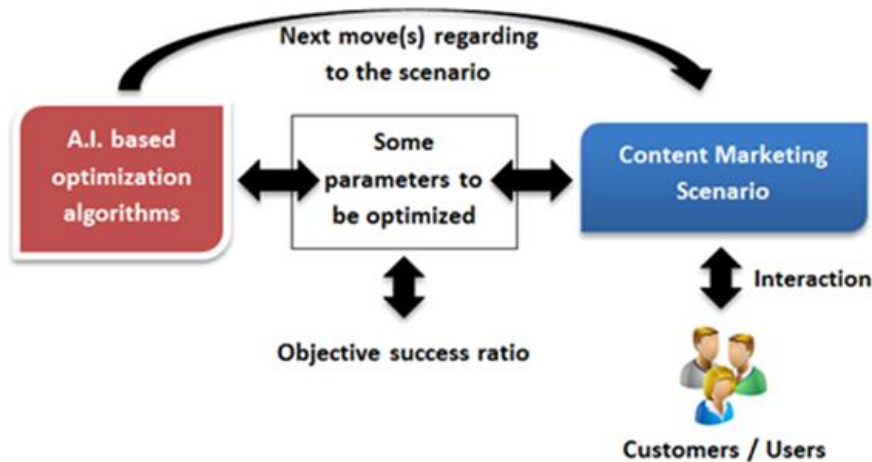 Next move(s) regarding
to the scenario
A.I. based
optimization
algorithms
Some
parameters to
be optimized
Content Marketing
Scenario
Interaction
Objective success ratio
Customers / Users